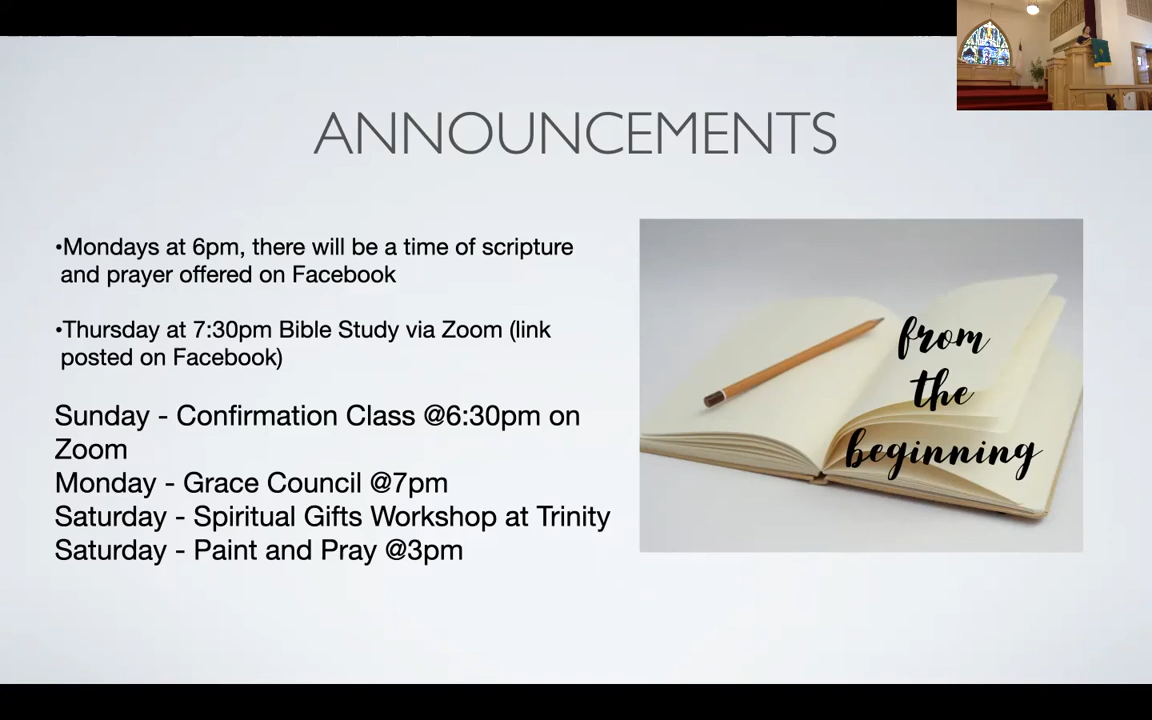 ANNOUNCEMENTS
•Mondays at 6pm, there will be a time of scripture
and prayer offered on Facebook
•Thursday at 7:30pm Bible Study via Zoom (link
posted on Facebook)
Sunday - Confirmation Class @6:30pm on
Zoom
Monday - Grace Council @7pm
Saturday - Spiritual Gifts Workshop at Trinity
Saturday - Paint and Pray @3pm
from
the
beginning